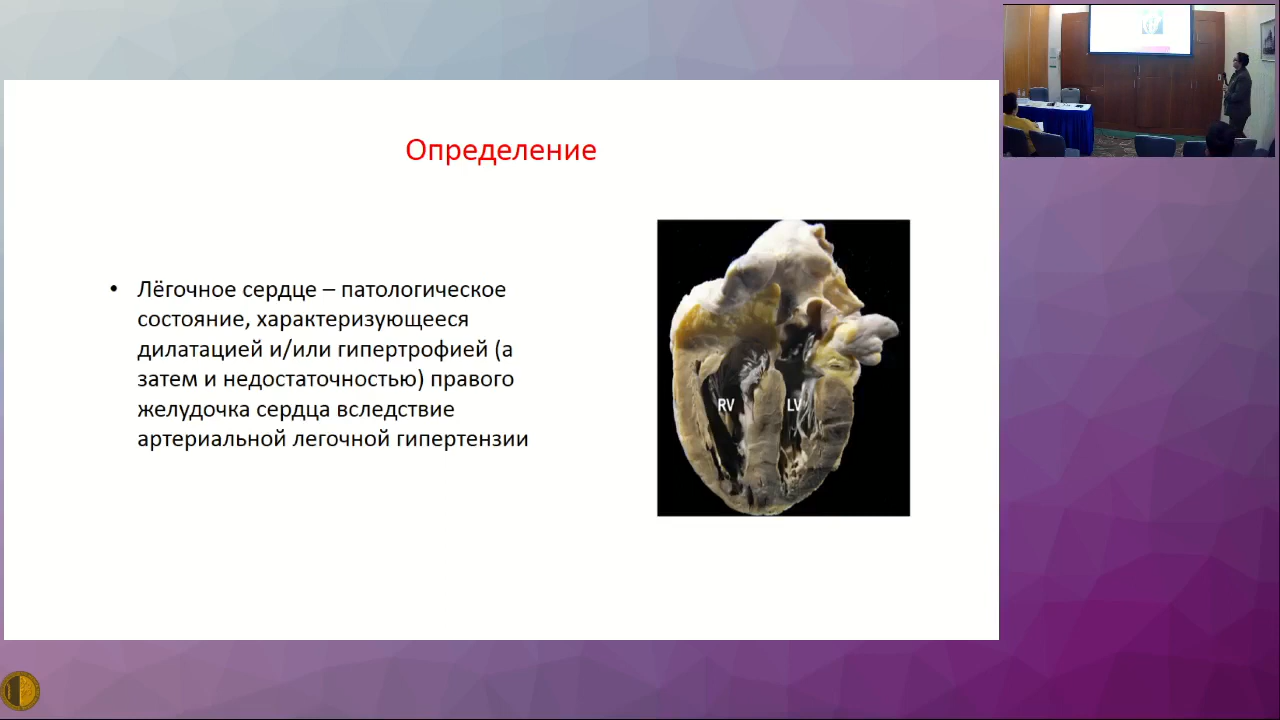 Определение
• Лёгочное сердце – патологическое
состояние, характеризующееся
дилатацией и/или гипертрофией (а
затем и недостаточностью) правого
желудочка сердца вследствие
артериальной легочной гипертензии
RV LV